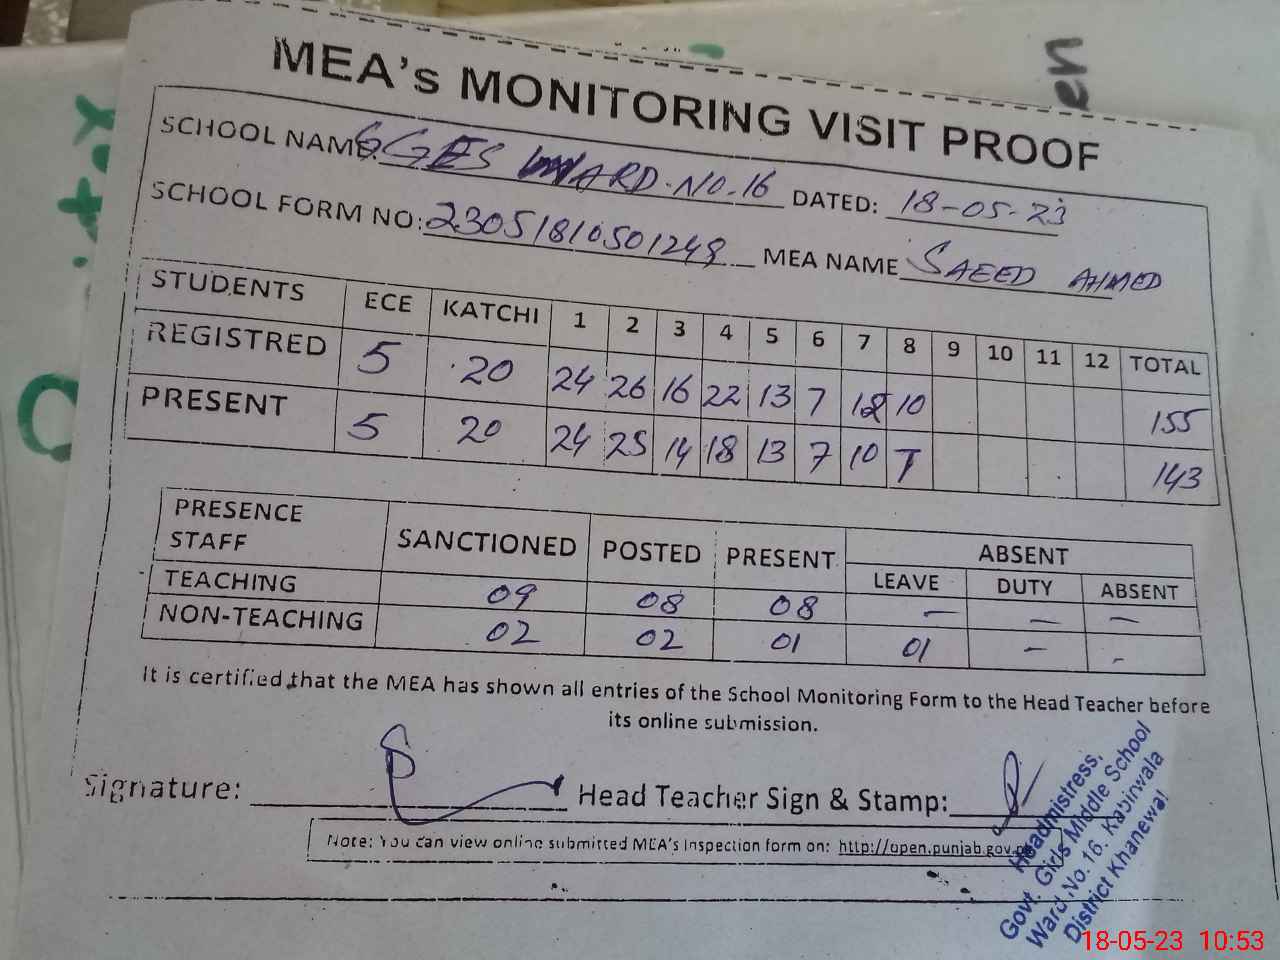 MEA's MONITORING VISIT PROOF
SCHOOL NAME: GGES WARD. NO-16 DATED: 18-05-23
SCHOOL FORM NO: 23051810501249 MEA NAME SAEED AHMED
STUDENTS ECE KATCHI 1 2 3 4 5 6 7 8 9 10 11 12 TOTAL
REGISTRED 5 20 24 26 16 22 13 7 12 10 155
PRESENT 5 20 24 25 14 18 13 7 10 7 143
PRESENCE STAFF SANCTIONED POSTED PRESENT ABSENT
LEAVE DUTY ABSENT
TEACHING 09 08 08 - - -
NON-TEACHING 02 02 01 01 - -
It is certified that the MEA has shown all entries of the School Monitoring Form to the Head Teacher before
its online submission.
Signature: Head Teacher Sign & Stamp:
Note: You can view online submitted MEA's Inspection form on: http://open.punjab.gov
Headmistress,
Govt. Girls Middle School
Ward No. 16. Kabirwala
District Khanewal
18-05-23 10:53